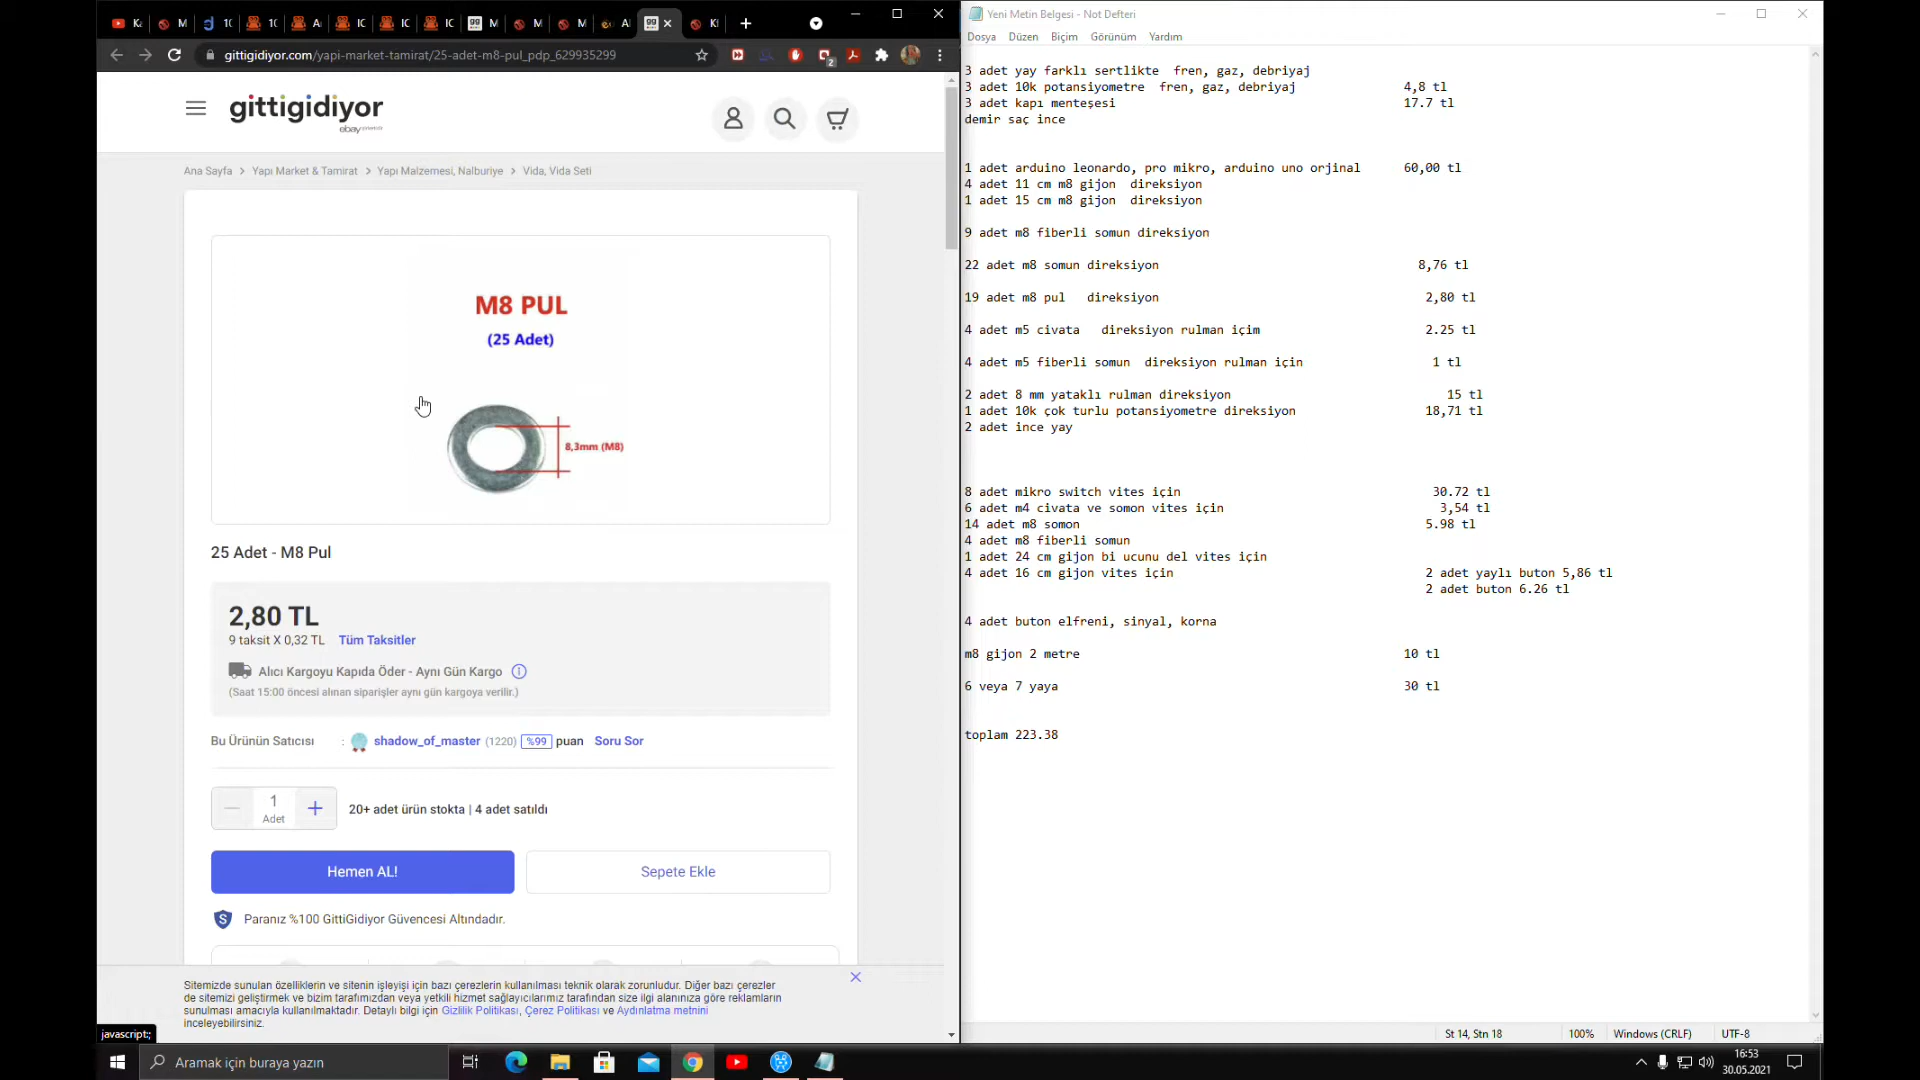 gittigidiyor.com/yapi-market-tamirat/25-adet-m8-pul_pdp_629935299
gittigidiyor
ebay
Ana Sayfa > Yapı Market & Tamirat > Yapı Malzemesi, Nalburiye > Vida, Vida Seti
M8 PUL
(25 Adet)
8,3mm (M8)
25 Adet - M8 Pul
2,80 TL
9 taksit X 0,32 TL Tüm Taksitler
Alıcı Kargoyu Kapıda Öder - Aynı Gün Kargo
(Saat 15:00 öncesi alınan siparişler aynı gün kargoya verilir.)
Bu Ürünün Satıcısı : shadow_of_master (1220) %99 puan Soru Sor
1
Adet
20+ adet ürün stokta | 4 adet satıldı
Hemen AL!
Sepete Ekle
Paranız %100 GittiGidiyor Güvencesi Altındadır.
Sitemizde sunulan özelliklerin ve sitenin işleyişi için bazı çerezlerin kullanılması teknik olarak zorunludur. Diğer bazı çerezler
de sitemizi geliştirmek ve bizim tarafımızdan veya yetkili hizmet sağlayıcılarımız tarafından size ilgi alanınıza göre reklamların
sunulması amacıyla kullanılmaktadır. Detaylı bilgi için Gizlilik Politikası, Çerez Politikası ve Aydınlatma metnini
inceleyebilirsiniz.
javascript:;
Yeni Metin Belgesi - Not Defteri
Dosya Düzen Biçim Görünüm Yardım
3 adet yay farklı sertlikte fren, gaz, debriyaj
3 adet 10k potansiyometre fren, gaz, debriyaj 4,8 tl
3 adet kapı menteşesi 17.7 tl
demir saç ince
1 adet arduino leonardo, pro mikro, arduino uno orjinal 60,00 tl
4 adet 11 cm m8 gijon direksiyon
1 adet 15 cm m8 gijon direksiyon
9 adet m8 fiberli somun direksiyon
22 adet m8 somun direksiyon 8,76 tl
19 adet m8 pul direksiyon 2,80 tl
4 adet m5 civata direksiyon rulman içim 2.25 tl
4 adet m5 fiberli somun direksiyon rulman için 1 tl
2 adet 8 mm yataklı rulman direksiyon 15 tl
1 adet 10k çok turlu potansiyometre direksiyon 18,71 tl
2 adet ince yay
8 adet mikro switch vites için 30.72 tl
6 adet m4 civata ve somon vites için 3,54 tl
14 adet m8 somon 5.98 tl
4 adet m8 fiberli somun
1 adet 24 cm gijon bi ucunu del vites için
4 adet 16 cm gijon vites için 2 adet yaylı buton 5,86 tl
2 adet buton 6.26 tl
4 adet buton elfreni, sinyal, korna
m8 gijon 2 metre 10 tl
6 veya 7 yaya 30 tl
toplam 223.38
St 14, Stn 18 100% Windows (CRLF) UTF-8
Aramak için buraya yazın
16:53
30.05.2021